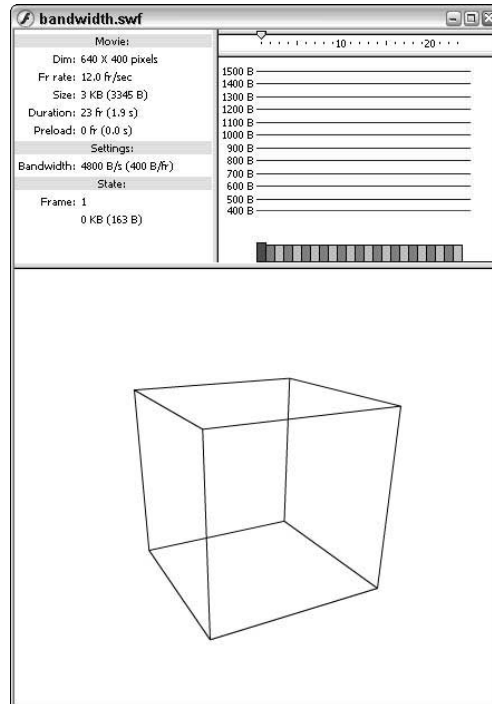 bandwidth.swf
Movie:
Dim: 640 X 400 pixels
Fr rate: 12.0 fr/sec
Size: 3 KB (3345 B)
Duration: 23 fr (1.9 s)
Preload: 0 fr (0.0 s)
Settings:
Bandwidth: 4800 B/s (400 B/fr)
State:
Frame: 1
0 KB (163 B)
10 20
1500 B
1400 B
1300 B
1200 B
1100 B
1000 B
900 B
800 B
700 B
600 B
500 B
400 B